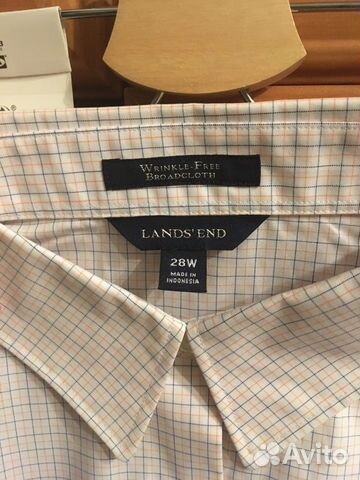 WRINKLE-FREE
BROADCLOTH
LANDS' END
28W
MADE IN
INDONESIA
Avito